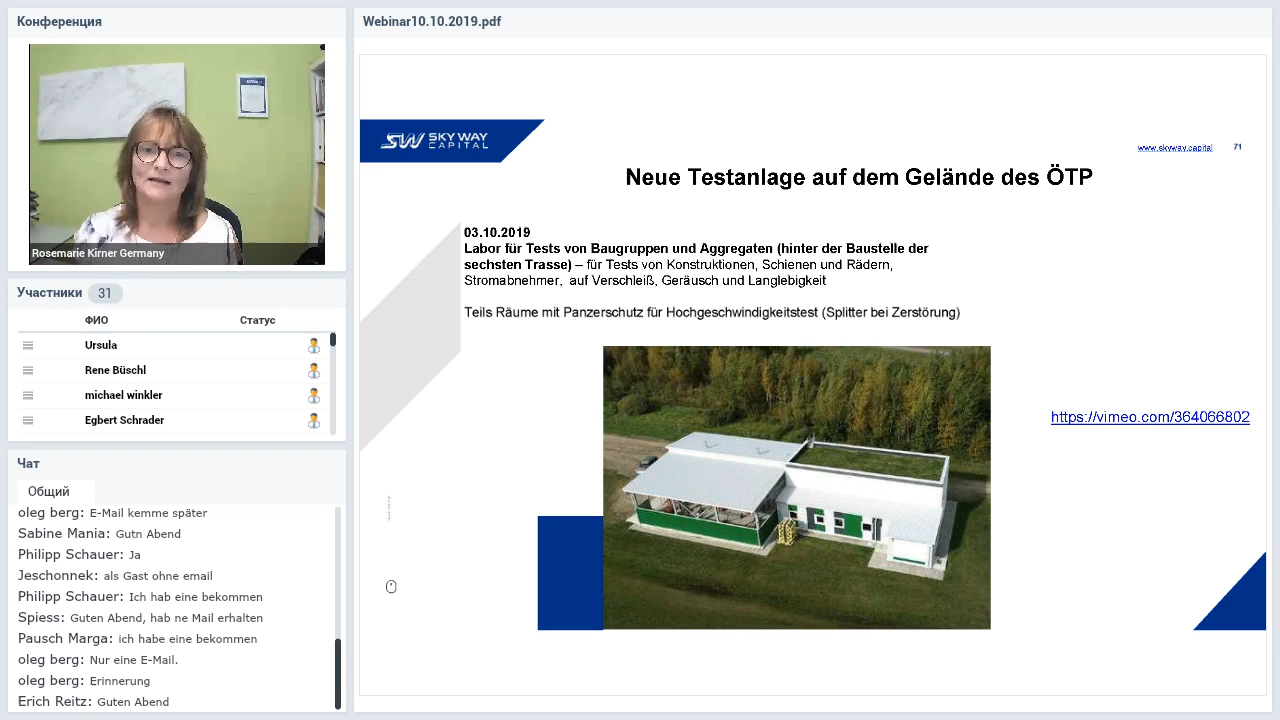 Конференция
Rosemarie Kirner Germany
Участники 31
ФИО Статус
Ursula
Rene Büschl
michael winkler
Egbert Schrader
Чат
Общий
oleg berg: E-Mail kemme später
Sabine Mania: Gutn Abend
Philipp Schauer: Ja
Jeschonnek: als Gast ohne email
Philipp Schauer: Ich hab eine bekommen
Spiess: Guten Abend, hab ne Mail erhalten
Pausch Marga: ich habe eine bekommen
oleg berg: Nur eine E-Mail.
oleg berg: Erinnerung
Erich Reitz: Guten Abend
Webinar10.10.2019.pdf
SW SKY WAY
CAPITAL
www.skyway.capital 71
Neue Testanlage auf dem Gelände des ÖTP
03.10.2019
Labor für Tests von Baugruppen und Aggregaten (hinter der Baustelle der
sechsten Trasse) – für Tests von Konstruktionen, Schienen und Rädern,
Stromabnehmer, auf Verschleiß, Geräusch und Langlebigkeit
Teils Räume mit Panzerschutz für Hochgeschwindigkeitstest (Splitter bei Zerstörung)
https://vimeo.com/364066802